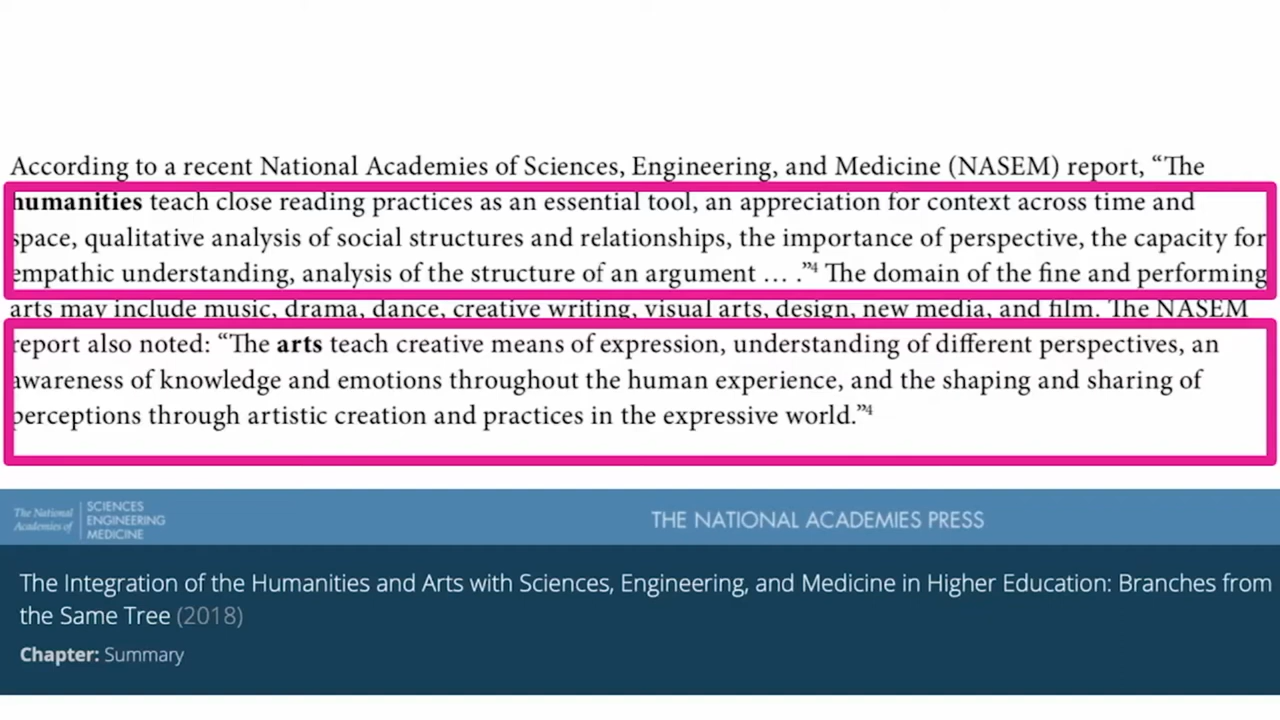 According to a recent National Academies of Sciences, Engineering, and Medicine (NASEM) report, “The
humanities teach close reading practices as an essential tool, an appreciation for context across time and
space, qualitative analysis of social structures and relationships, the importance of perspective, the capacity for
empathic understanding, analysis of the structure of an argument … .”4 The domain of the fine and performing
arts may include music, drama, dance, creative writing, visual arts, design, new media, and film. The NASEM
report also noted: “The arts teach creative means of expression, understanding of different perspectives, an
awareness of knowledge and emotions throughout the human experience, and the shaping and sharing of
perceptions through artistic creation and practices in the expressive world.”4
The National Academies of
SCIENCES
ENGINEERING
MEDICINE
THE NATIONAL ACADEMIES PRESS
The Integration of the Humanities and Arts with Sciences, Engineering, and Medicine in Higher Education: Branches from
the Same Tree (2018)
Chapter: Summary